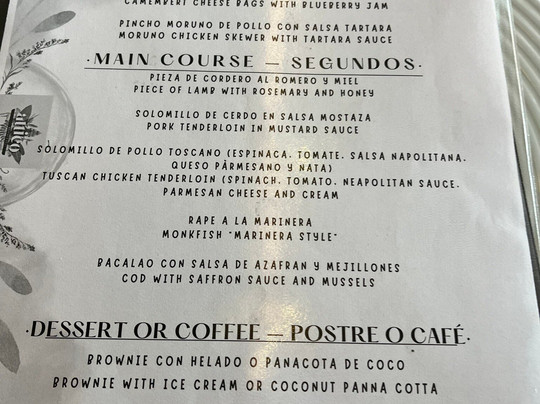 CAMEMBERT CHEESE BAGS WITH BLUEBERRY JAM
PINCHO MORUNO DE POLLO CON SALSA TARTARA
MORUNO CHICKEN SKEWER WITH TARTARA SAUCE
·MAIN COURSE — SEGUNDOS·
PIEZA DE CORDERO AL ROMERO Y MIEL
PIECE OF LAMB WITH ROSEMARY AND HONEY
SOLOMILLO DE CERDO EN SALSA MOSTAZA
PORK TENDERLOIN IN MUSTARD SAUCE
SOLOMILLO DE POLLO TOSCANO (ESPINACA, TOMATE, SALSA NAPOLITANA,
QUESO PARMESANO Y NATA)
TUSCAN CHICKEN TENDERLOIN (SPINACH, TOMATO, NEAPOLITAN SAUCE,
PARMESAN CHEESE AND CREAM
RAPE A LA MARINERA
MONKFISH "MARINERA STYLE"
BACALAO CON SALSA DE AZAFRAN Y MEJILLONES
COD WITH SAFFRON SAUCE AND MUSSELS
·DESSERT OR COFFEE — POSTRE O CAFÉ·
BROWNIE CON HELADO O PANACOTA DE COCO
BROWNIE WITH ICE CREAM OR COCONUT PANNA COTTA